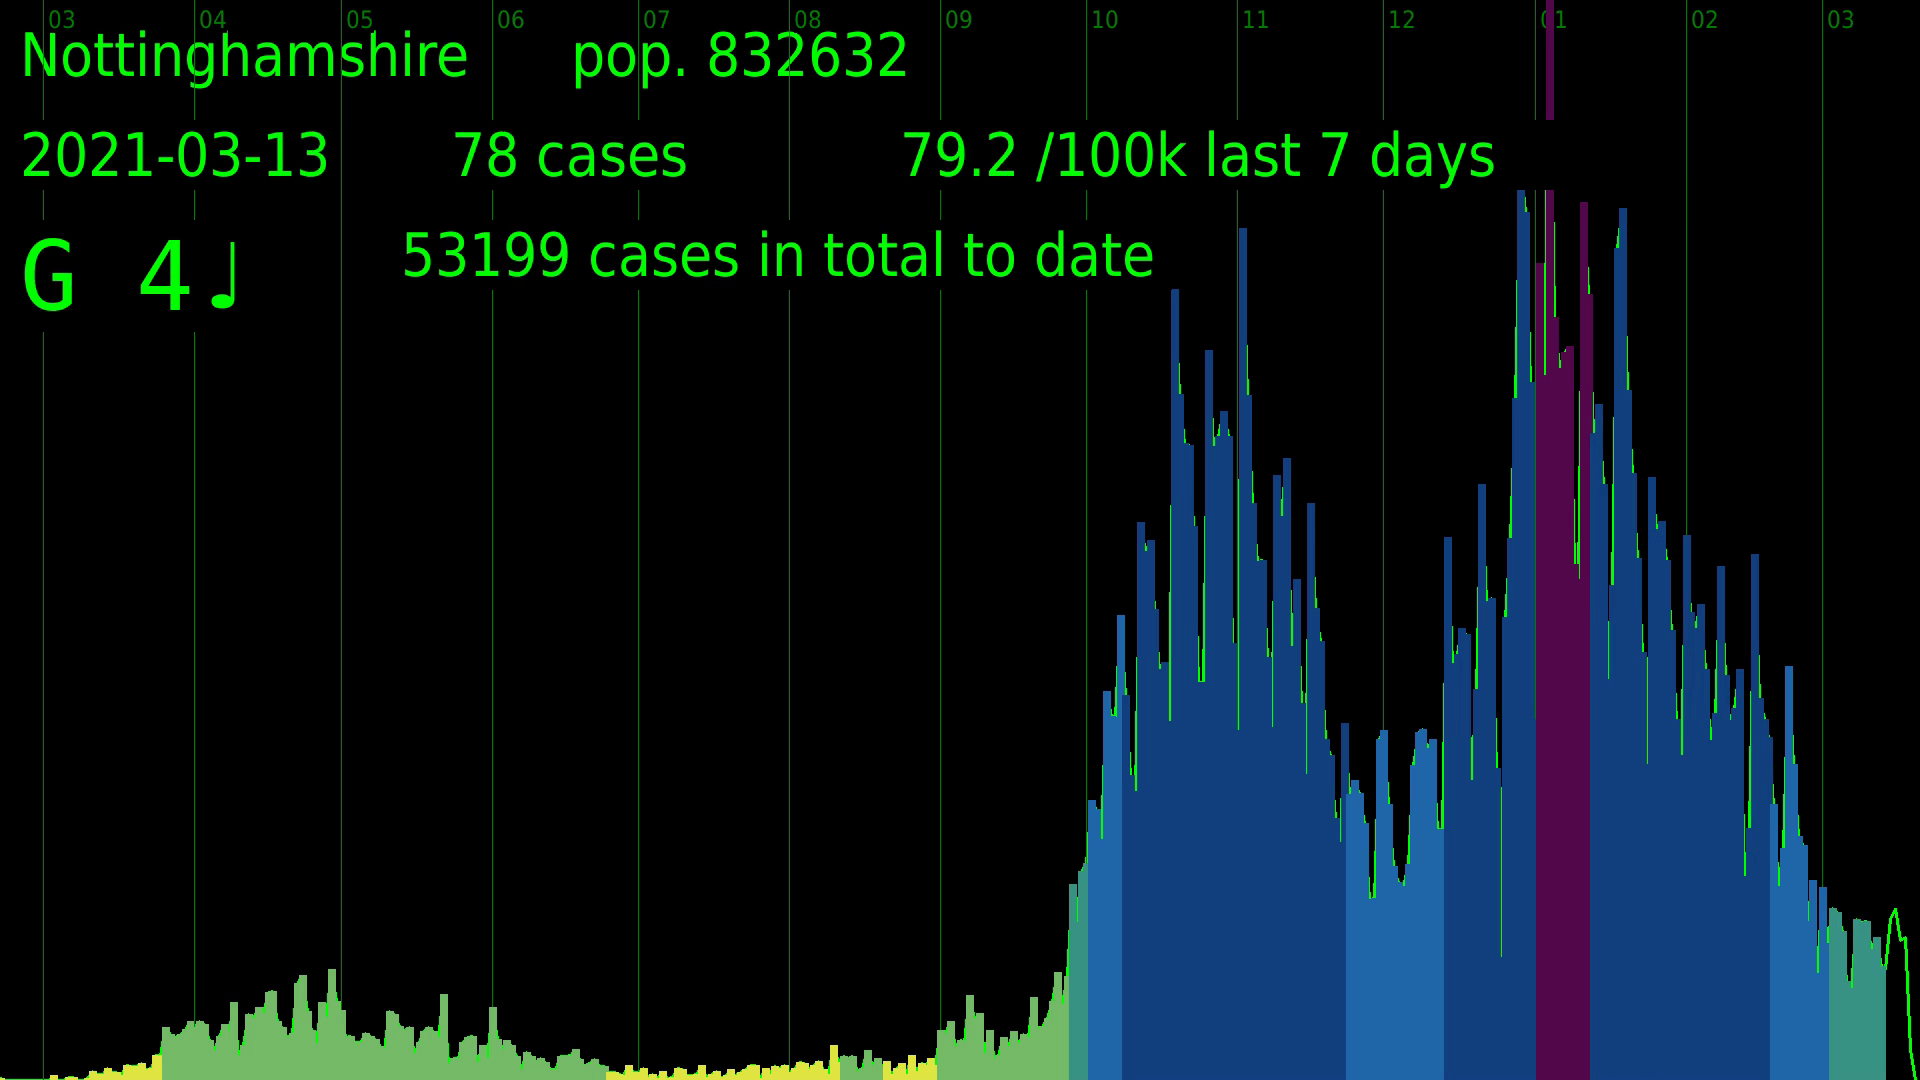 03 04 05 06 07 08 09 10 11 12 01 02 03
Nottinghamshire pop. 832632
2021-03-13 78 cases 79.2 /100k last 7 days
G 4♩ 53199 cases in total to date